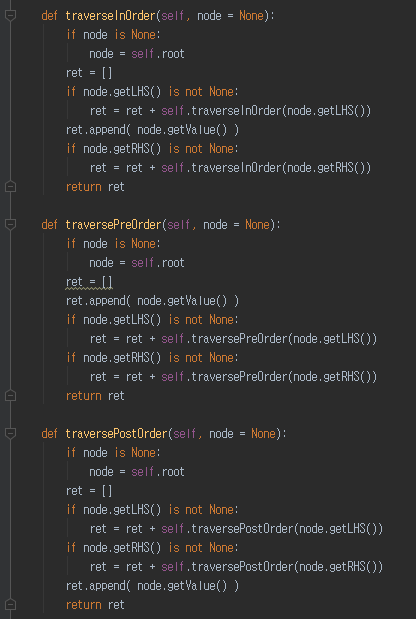 def traverseInOrder(self, node = None):
    if node is None:
        node = self.root
    ret = []
    if node.getLHS() is not None:
        ret = ret + self.traverseInOrder(node.getLHS())
    ret.append( node.getValue() )
    if node.getRHS() is not None:
        ret = ret + self.traverseInOrder(node.getRHS())
    return ret

def traversePreOrder(self, node = None):
    if node is None:
        node = self.root
    ret = []
    ret.append( node.getValue() )
    if node.getLHS() is not None:
        ret = ret + self.traversePreOrder(node.getLHS())
    if node.getRHS() is not None:
        ret = ret + self.traversePreOrder(node.getRHS())
    return ret

def traversePostOrder(self, node = None):
    if node is None:
        node = self.root
    ret = []
    if node.getLHS() is not None:
        ret = ret + self.traversePostOrder(node.getLHS())
    if node.getRHS() is not None:
        ret = ret + self.traversePostOrder(node.getRHS())
    ret.append( node.getValue() )
    return ret